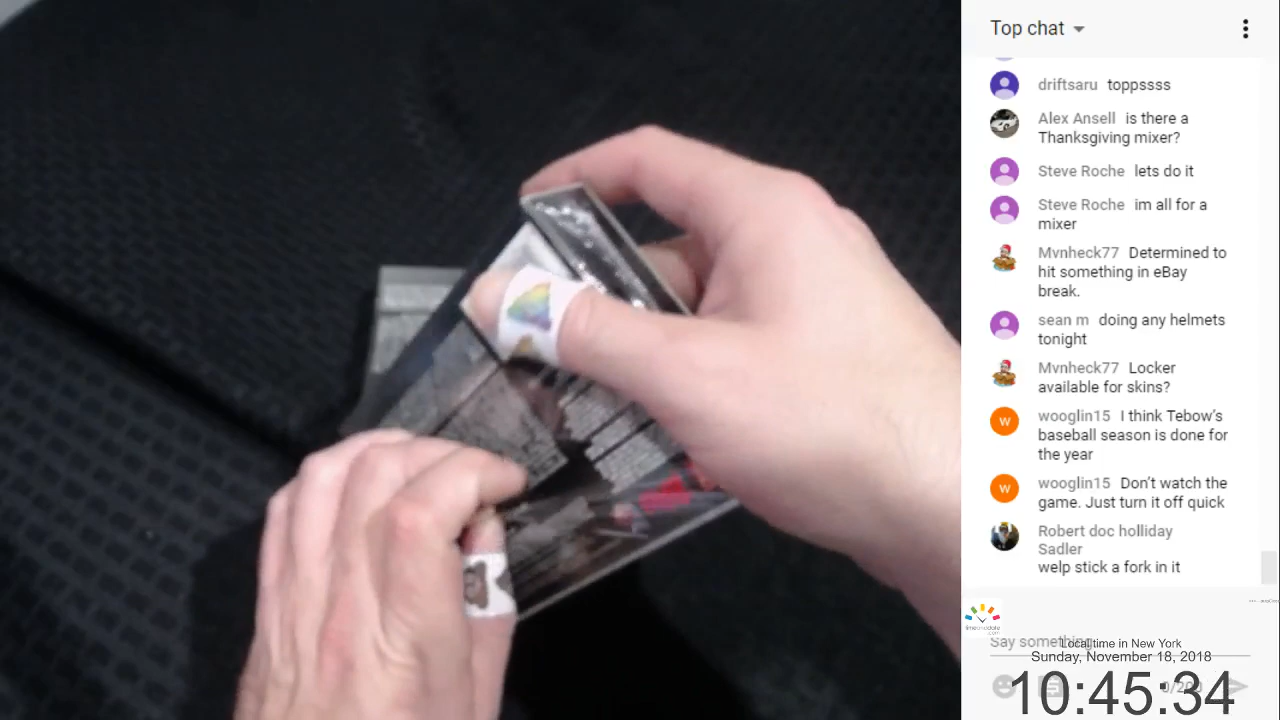 Top chat
driftsaru toppssss
Alex Ansell is there a
Thanksgiving mixer?
Steve Roche lets do it
Steve Roche im all for a
mixer
Mvnheck77 Determined to
hit something in eBay
break.
sean m doing any helmets
tonight
Mvnheck77 Locker
available for skins?
wooglin15 I think Tebow's
baseball season is done for
the year
wooglin15 Don't watch the
game. Just turn it off quick
Robert doc holliday
Sadler
welp stick a fork in it
Say something...
Local time in New York
Sunday, November 18, 2018
10:45:34